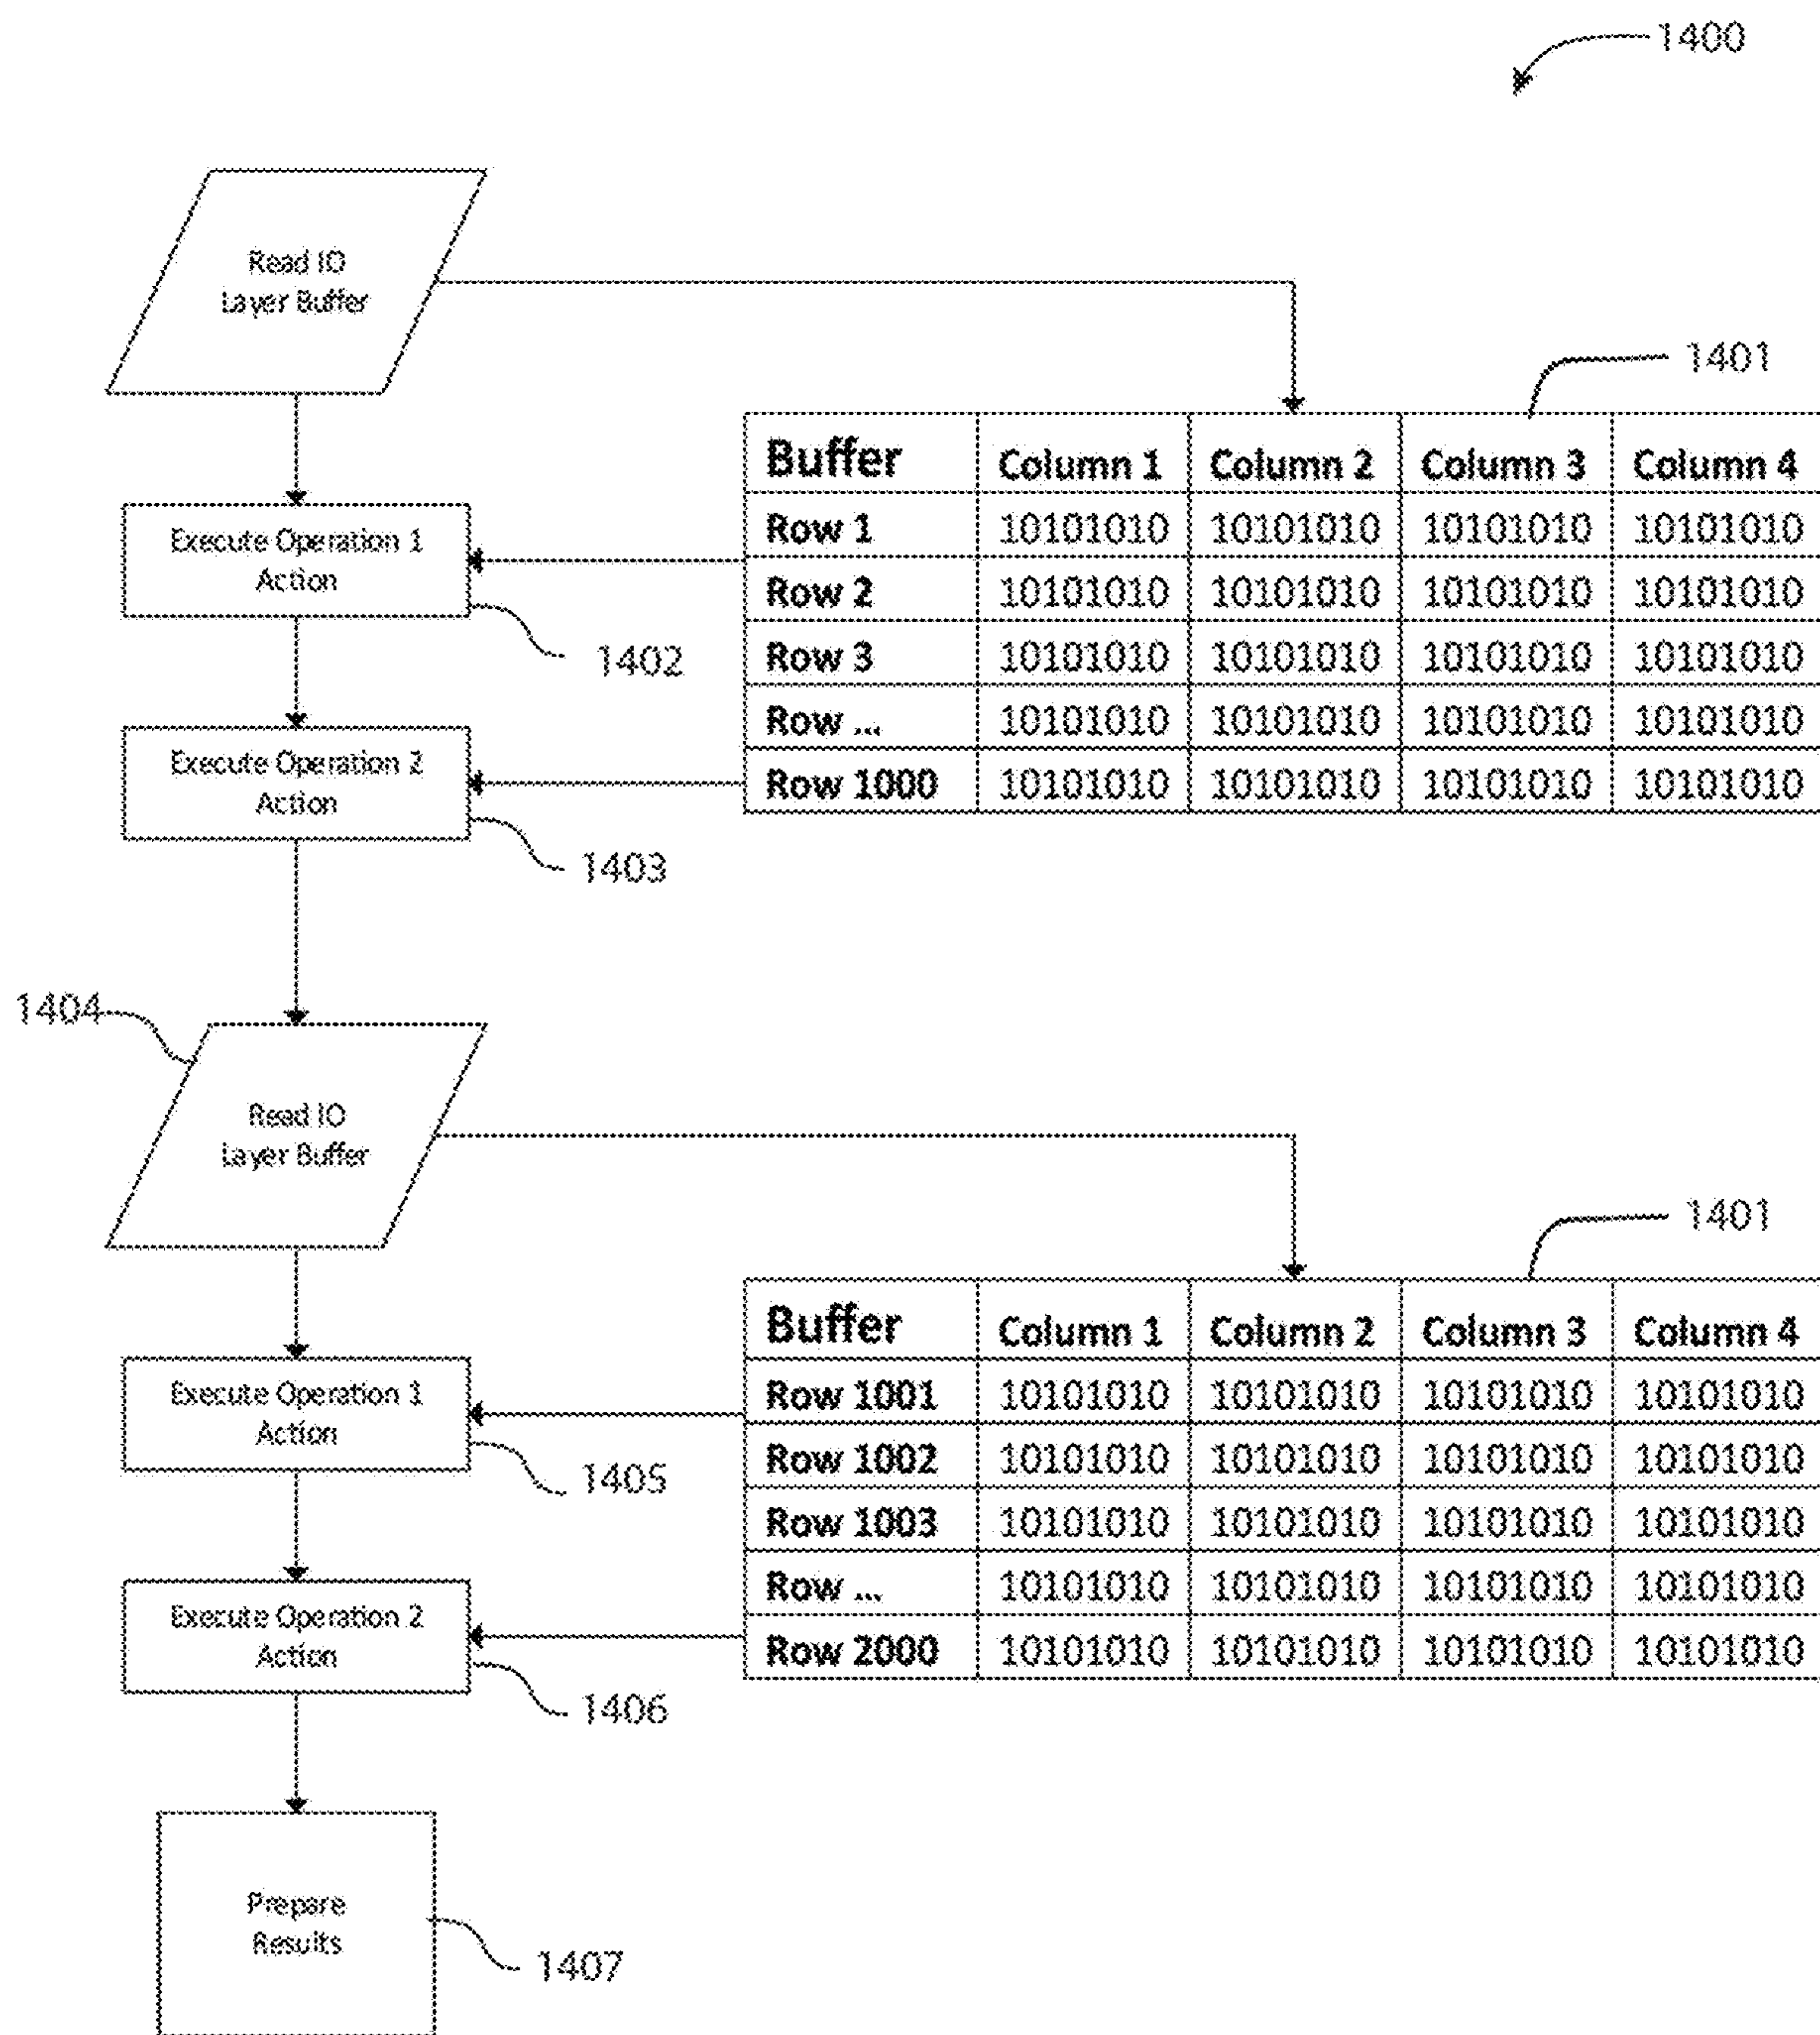 1400
Read IO
Layer Buffer
1401
Buffer Column 1 Column 2 Column 3 Column 4
Row 1 10101010 10101010 10101010 10101010
Execute Operation 1
Action
Row 2 10101010 10101010 10101010 10101010
1402
Row 3 10101010 10101010 10101010 10101010
Row ... 10101010 10101010 10101010 10101010
Execute Operation 2
Action
Row 1000 10101010 10101010 10101010 10101010
1403
1404
Read IO
Layer Buffer
1401
Buffer Column 1 Column 2 Column 3 Column 4
Row 1001 10101010 10101010 10101010 10101010
Execute Operation 1
Action
Row 1002 10101010 10101010 10101010 10101010
1405
Row 1003 10101010 10101010 10101010 10101010
Row ... 10101010 10101010 10101010 10101010
Execute Operation 2
Action
Row 2000 10101010 10101010 10101010 10101010
1406
Prepare
Results
1407